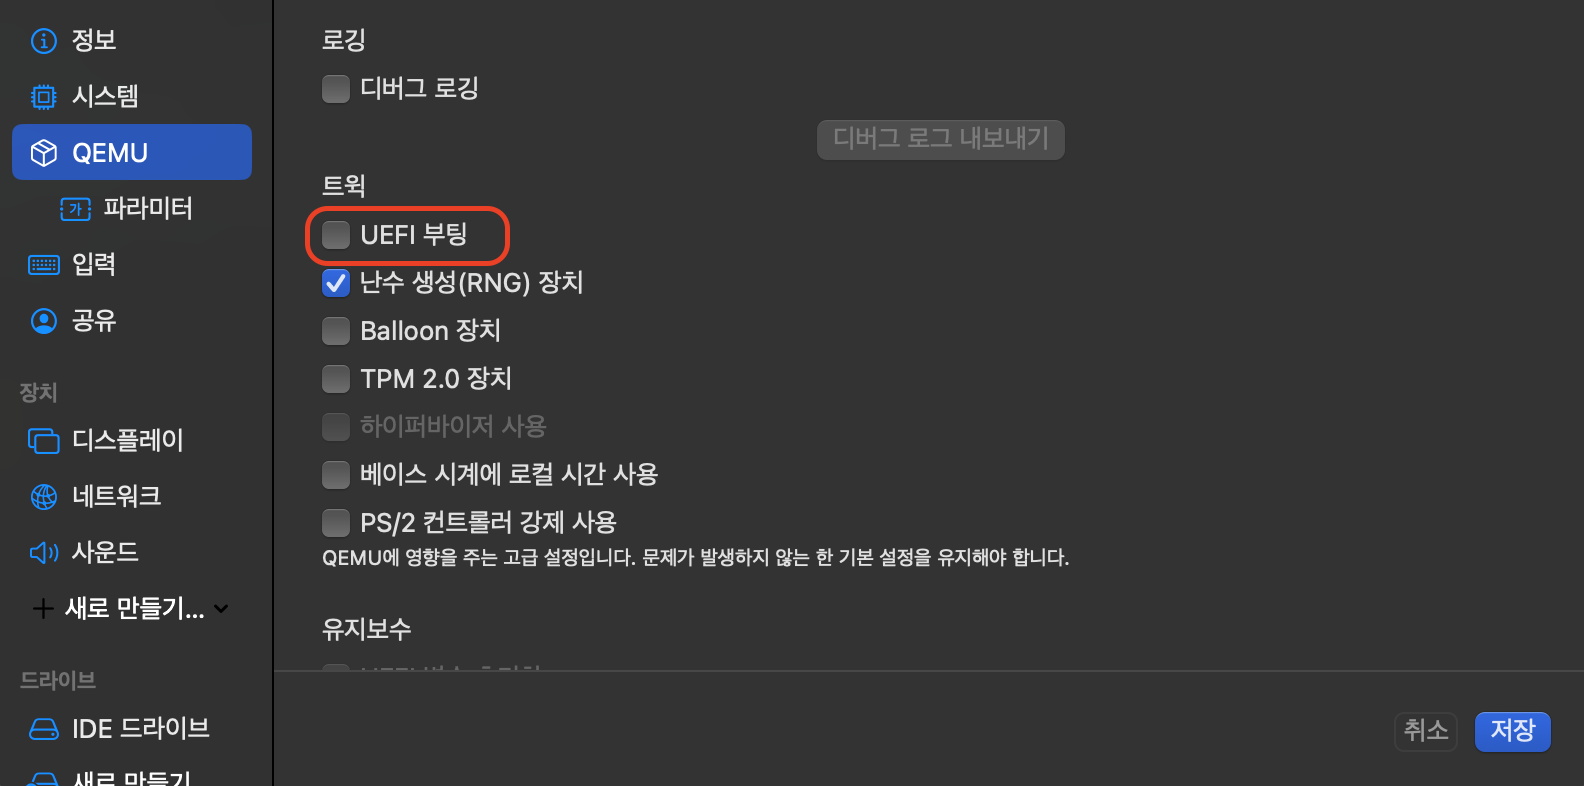 정보
시스템
QEMU
가 파라미터
입력
공유
장치
디스플레이
네트워크
사운드
새로 만들기...
드라이브
IDE 드라이브
새로 만들기
로깅
디버그 로깅
디버그 로그 내보내기
트윅
UEFI 부팅
난수 생성(RNG) 장치
Balloon 장치
TPM 2.0 장치
하이퍼바이저 사용
베이스 시계에 로컬 시간 사용
PS/2 컨트롤러 강제 사용
QEMU에 영향을 주는 고급 설정입니다. 문제가 발생하지 않는 한 기본 설정을 유지해야 합니다.
유지보수
취소
저장